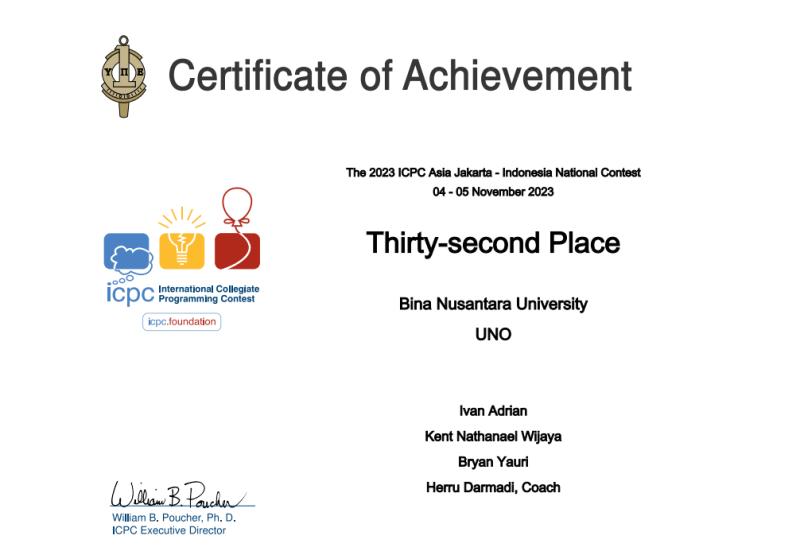 Certificate of Achievement
The 2023 ICPC Asia Jakarta - Indonesia National Contest
04 - 05 November 2023
Thirty-second Place
Bina Nusantara University
UNO
Ivan Adrian
Kent Nathanael Wijaya
Bryan Yauri
Herru Darmadi, Coach
ΥΠΕ
icpc International Collegiate
Programming Contest
icpc.foundation
William B. Poucher
William B. Poucher, Ph. D.
ICPC Executive Director